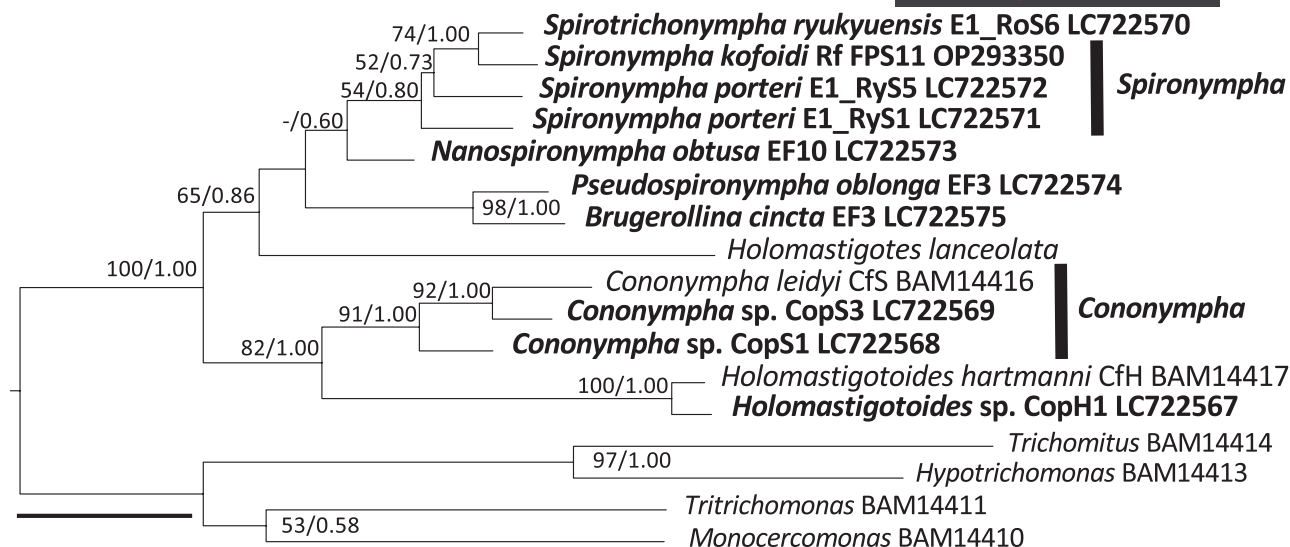 Spirotrichonympha ryukyuensis E1_RoS6 LC722570
74/1.00
Spironympha kofoidi Rf FPS11 OP293350
52/0.73
Spironympha
Spironympha porteri E1_RyS5 LC722572
54/0.80
Spironympha porteri E1_RyS1 LC722571
-/0.60
Nanospironympha obtusa EF10 LC722573
Pseudospironympha oblonga EF3 LC722574
65/0.86
98/1.00
Brugerollina cincta EF3 LC722575
Holomastigotes lanceolata
100/1.00
Cononympha leidyi CfS BAM14416
92/1.00
Cononympha sp. CopS3 LC722569
Cononympha
91/1.00
Cononympha sp. CopS1 LC722568
82/1.00
Holomastigotoides hartmanni CfH BAM14417
100/1.00
Holomastigotoides sp. CopH1 LC722567
Trichomitus BAM14414
97/1.00
Hypotrichomonas BAM14413
Tritrichomonas BAM14411
53/0.58
Monocercomonas BAM14410